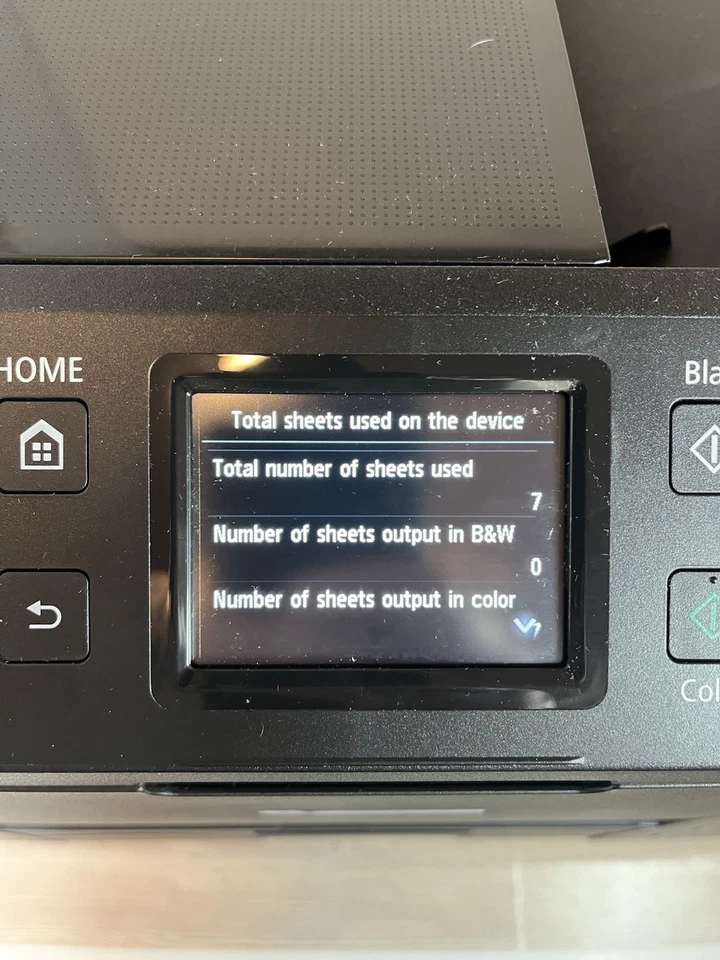 HOME
Bla
Total sheets used on the device
Total number of sheets used
7
Number of sheets output in B&W
0
Number of sheets output in color
7
Col